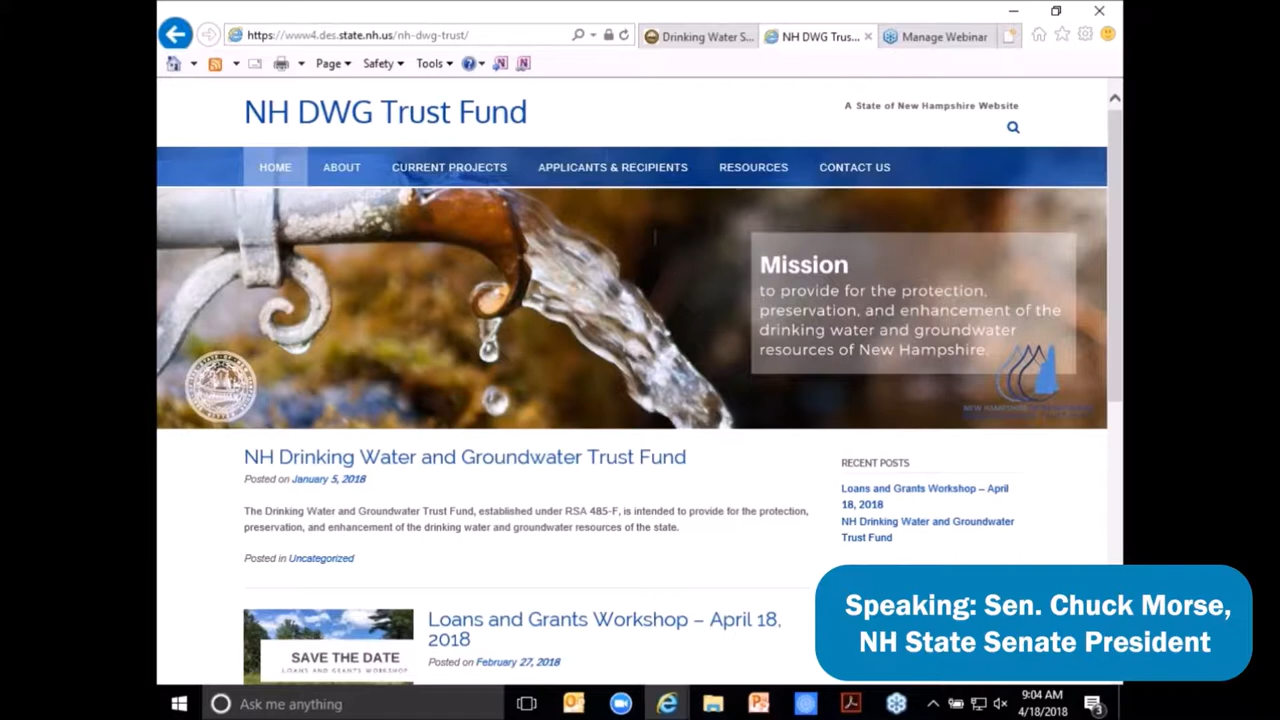 https://www4.des.state.nh.us/nh-dwg-trust/
Drinking Water S...
NH DWG Trus...
Manage Webinar
Page
Safety
Tools
NH DWG Trust Fund
A State of New Hampshire Website
HOME
ABOUT
CURRENT PROJECTS
APPLICANTS & RECIPIENTS
RESOURCES
CONTACT US
Mission
to provide for the protection,
preservation, and enhancement of the
drinking water and groundwater
resources of New Hampshire.
NH Drinking Water and Groundwater Trust Fund
Posted on January 5, 2018
The Drinking Water and Groundwater Trust Fund, established under RSA 485-F, is intended to provide for the protection,
preservation, and enhancement of the drinking water and groundwater resources of the state.
Posted in Uncategorized
RECENT POSTS
Loans and Grants Workshop – April
18, 2018
NH Drinking Water and Groundwater
Trust Fund
SAVE THE DATE
LOANS AND GRANTS WORKSHOP
Loans and Grants Workshop – April 18,
2018
Posted on February 27, 2018
Speaking: Sen. Chuck Morse,
NH State Senate President
Ask me anything
9:04 AM
4/18/2018
3